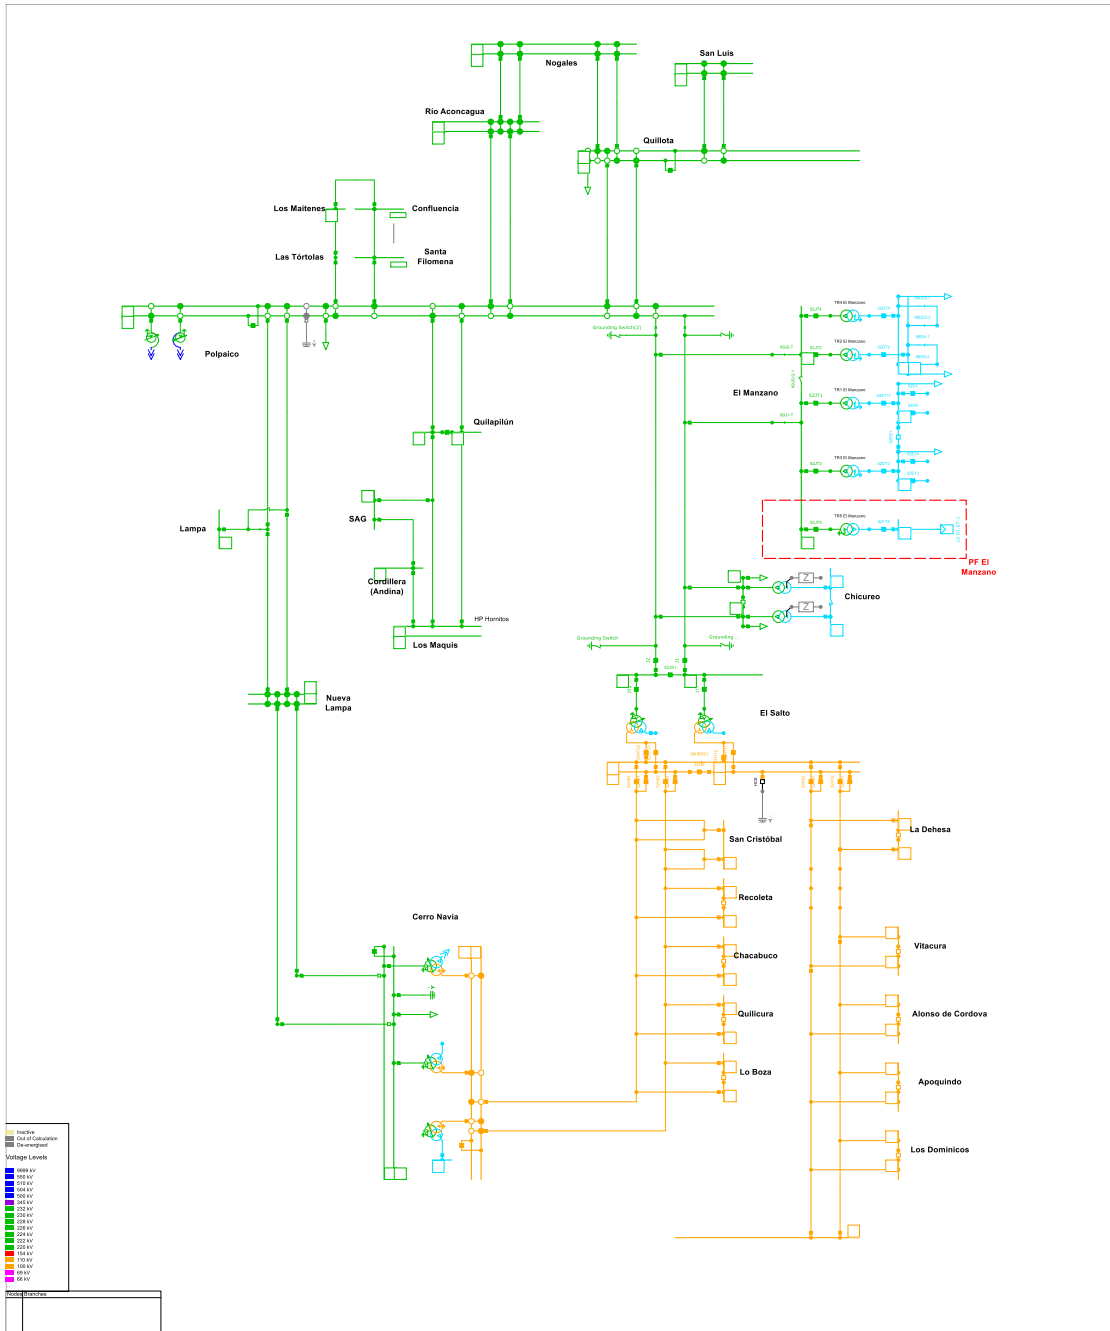 San Luis
Nogales
Río Aconcagua
Quillota
Los Maitenes
Confluencia
Las Tórtolas
Santa
Filomena
Grounding Switch(2)
Polpaico
TR4 El Manzano
52JT4
TR2 El Manzano
89J2-T
El Manzano
TR1 El Manzano
89J1-T
Quilapilún
TR3 El Manzano
SAG
Lampa
TR5 El Manzano
PF El
Manzano
Cordillera
(Andina)
Z
Chicureo
Z
HP Hornitos
Los Maquis
Grounding Switch
Grounding ..
Nueva
Lampa
El Salto
La Dehesa
San Cristóbal
Recoleta
Cerro Navia
Vitacura
Chacabuco
Quilicura
Alonso de Cordova
Lo Boza
Apoquindo
Los Dominicos
Inactive
Out of Calculation
De-energised
Voltage Levels
9999 kV
550 kV
510 kV
504 kV
500 kV
345 kV
232 kV
230 kV
228 kV
226 kV
224 kV
222 kV
220 kV
154 kV
110 kV
100 kV
69 kV
66 kV
...
Nodes Branches